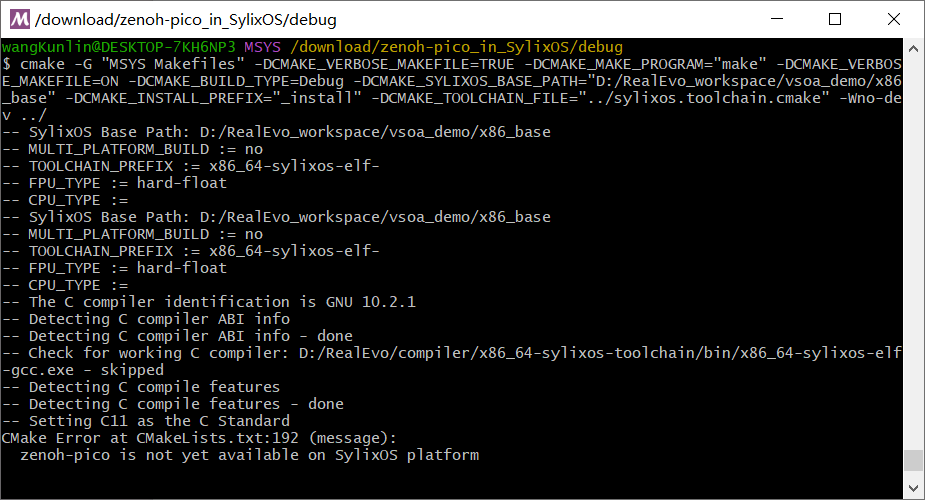 /download/zenoh-pico_in_SylixOS/debug
wangKunlin@DESKTOP-7KH6NP3 MSYS /download/zenoh-pico_in_SylixOS/debug
$ cmake -G "MSYS Makefiles" -DCMAKE_VERBOSE_MAKEFILE=TRUE -DCMAKE_MAKE_PROGRAM="make" -DCMAKE_VERBOS
E_MAKEFILE=ON -DCMAKE_BUILD_TYPE=Debug -DCMAKE_SYLIXOS_BASE_PATH="D:/RealEvo_workspace/vsoa_demo/x86
_base" -DCMAKE_INSTALL_PREFIX="_install" -DCMAKE_TOOLCHAIN_FILE="../sylixos.toolchain.cmake" -Wno-de
v ../
-- SylixOS Base Path: D:/RealEvo_workspace/vsoa_demo/x86_base
-- MULTI_PLATFORM_BUILD := no
-- TOOLCHAIN_PREFIX := x86_64-sylixos-elf-
-- FPU_TYPE := hard-float
-- CPU_TYPE :=
-- SylixOS Base Path: D:/RealEvo_workspace/vsoa_demo/x86_base
-- MULTI_PLATFORM_BUILD := no
-- TOOLCHAIN_PREFIX := x86_64-sylixos-elf-
-- FPU_TYPE := hard-float
-- CPU_TYPE :=
-- The C compiler identification is GNU 10.2.1
-- Detecting C compiler ABI info
-- Detecting C compiler ABI info - done
-- Check for working C compiler: D:/RealEvo/compiler/x86_64-sylixos-toolchain/bin/x86_64-sylixos-elf
-gcc.exe - skipped
-- Detecting C compile features
-- Detecting C compile features - done
-- Setting C11 as the C Standard
CMake Error at CMakeLists.txt:192 (message):
  zenoh-pico is not yet available on SylixOS platform